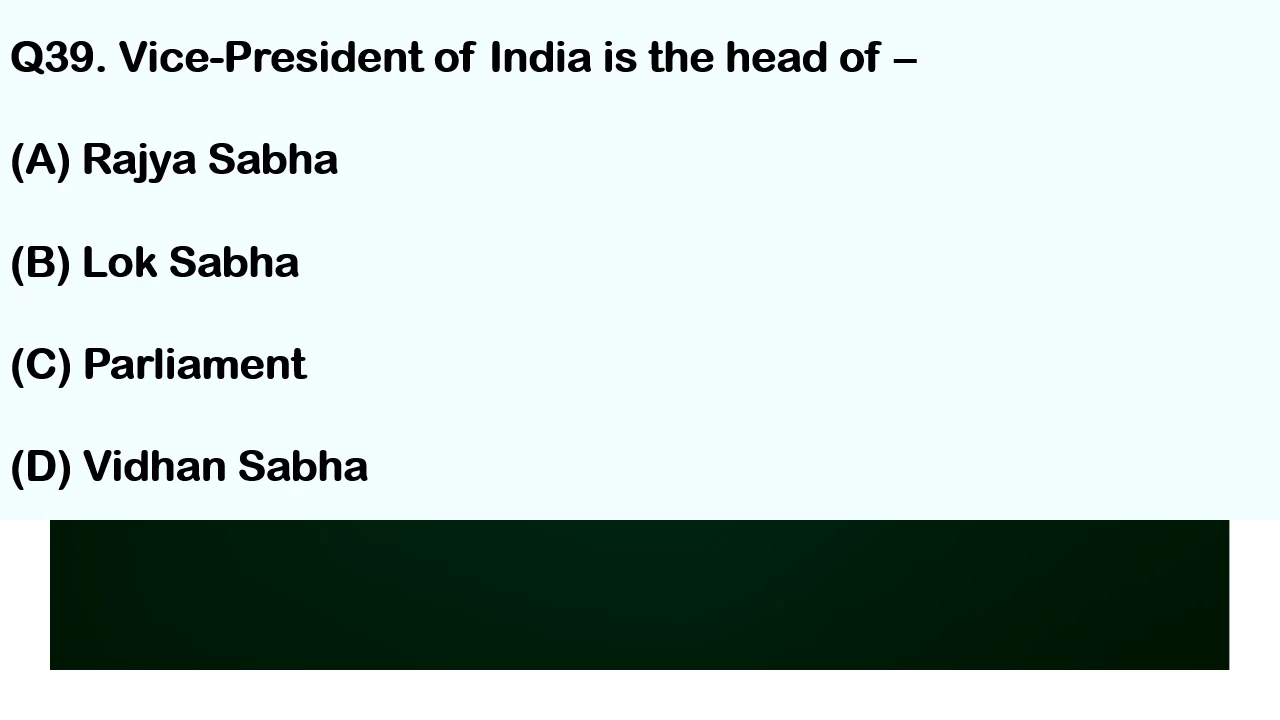 Q39. Vice-President of India is the head of –
(A) Rajya Sabha
(B) Lok Sabha
(C) Parliament
(D) Vidhan Sabha